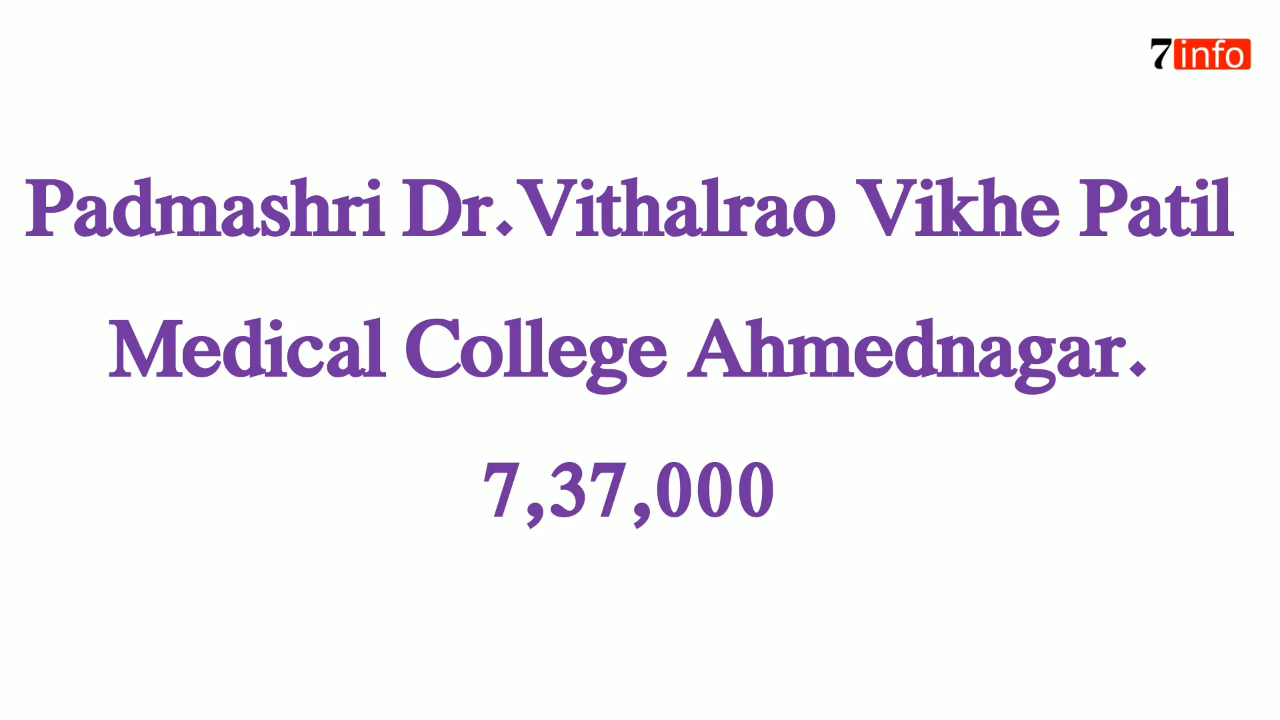 7info
Padmashri Dr.Vithalrao Vikhe Patil
Medical College Ahmednagar.
7,37,000